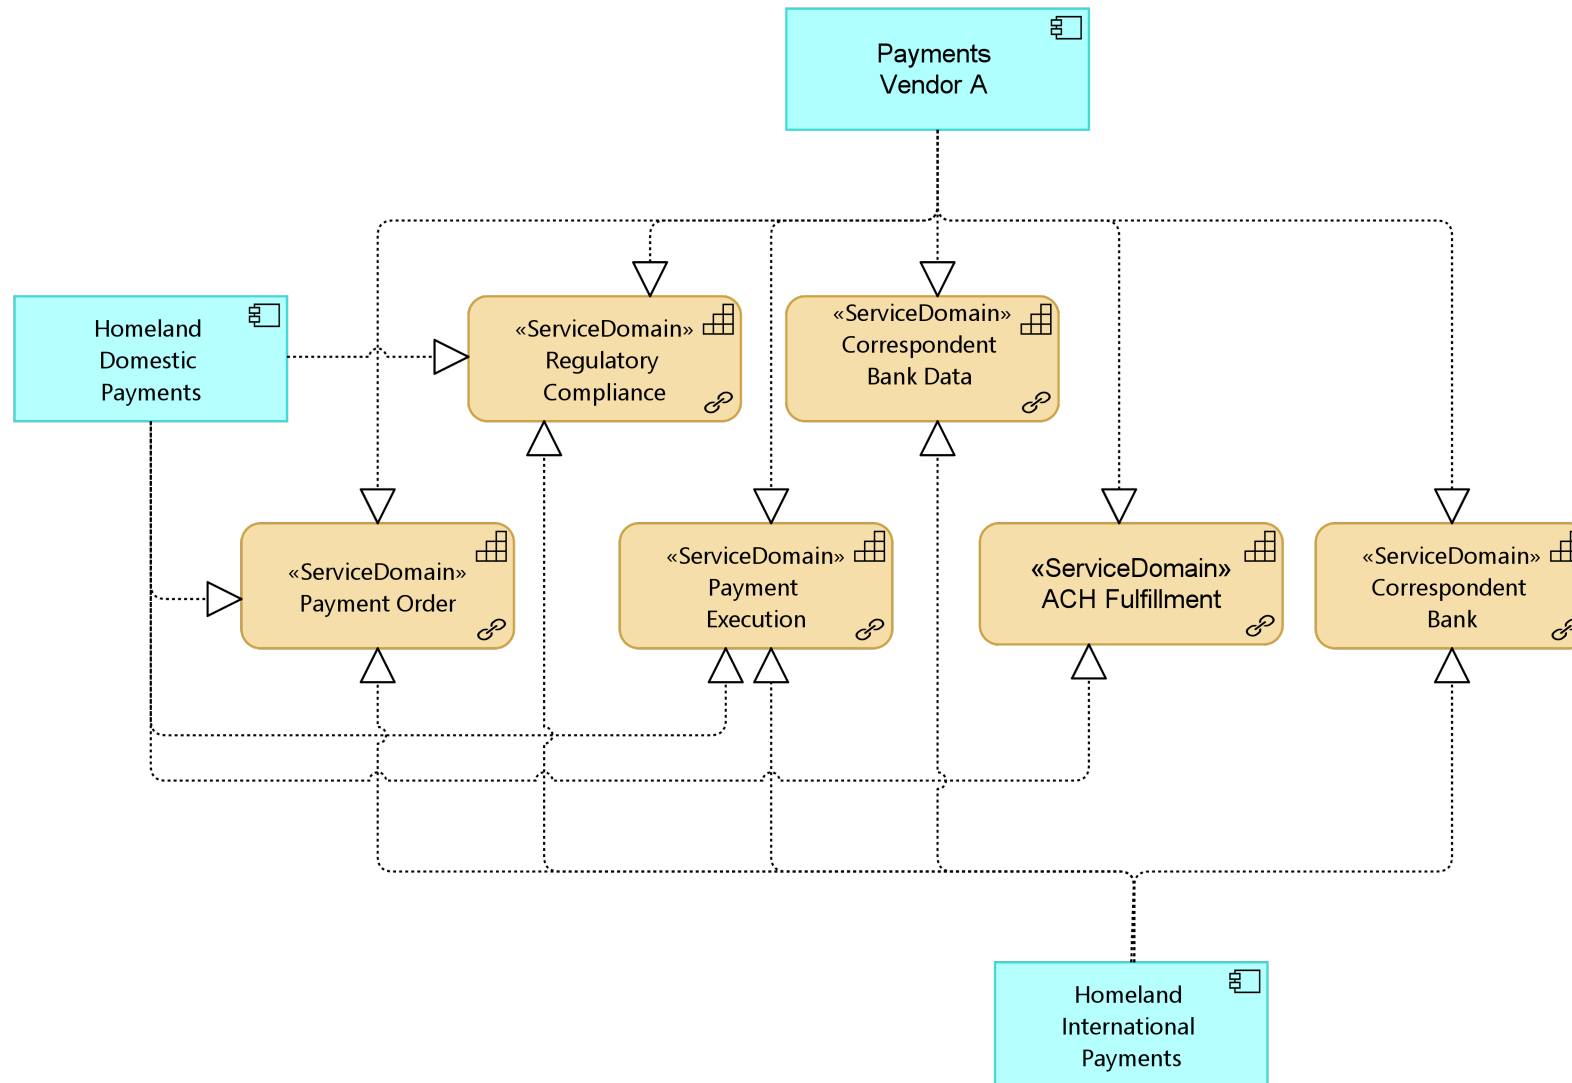 Payments
Vendor A
Homeland
Domestic
Payments
«ServiceDomain»
Regulatory
Compliance
«ServiceDomain»
Correspondent
Bank Data
«ServiceDomain»
Payment Order
«ServiceDomain»
Payment
Execution
«ServiceDomain»
ACH Fulfillment
«ServiceDomain»
Correspondent
Bank
Homeland
International
Payments